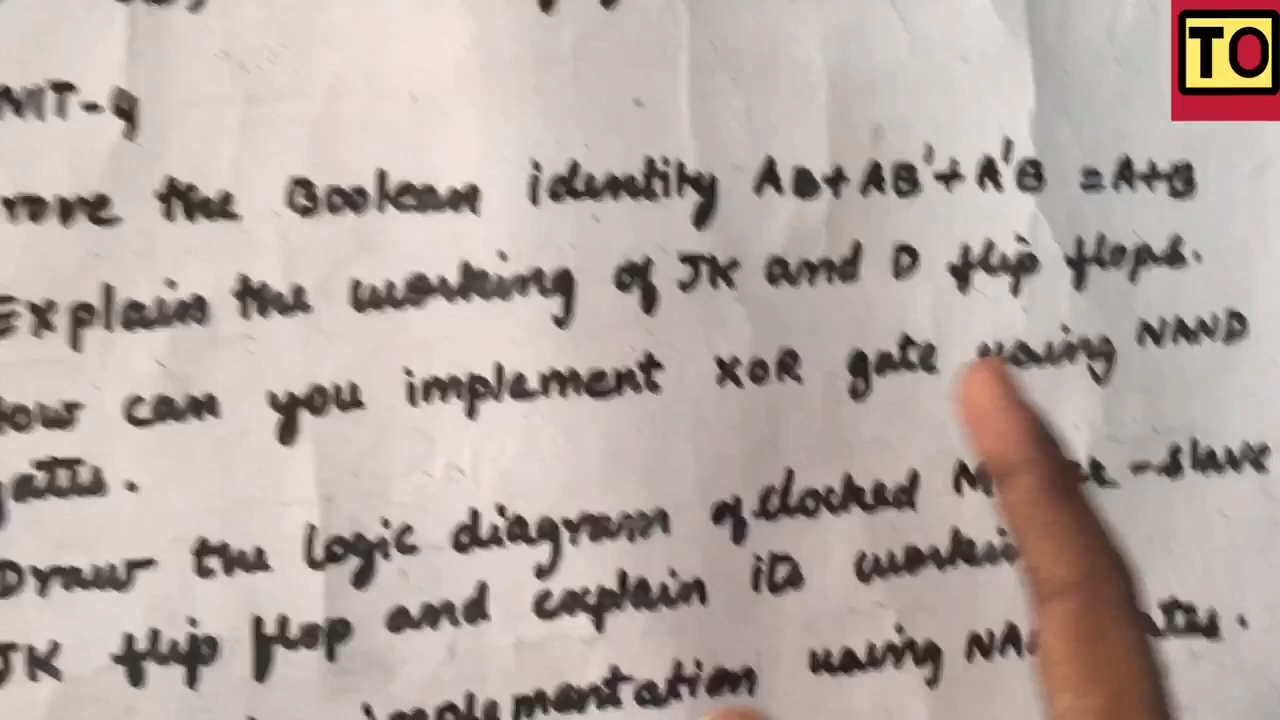 TO
NIT-4
rove the Boolean identity AB+AB'+A'B =A+B
Explain the working of JK and D flip flops.
How can you implement XOR gate using NAND
gates.
Draw the logic diagram of clocked -slave
JK flip flop and explain its
implementation using